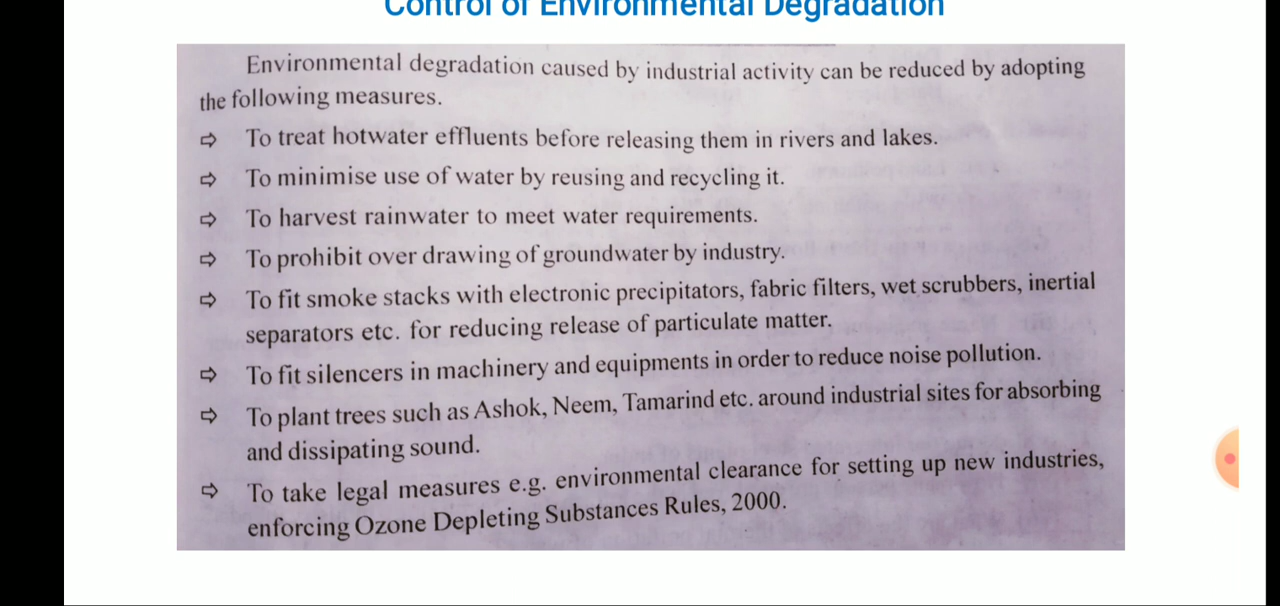 Control of Environmental Degradation
Environmental degradation caused by industrial activity can be reduced by adopting
the following measures.
⇨ To treat hotwater effluents before releasing them in rivers and lakes.
⇨ To minimise use of water by reusing and recycling it.
⇨ To harvest rainwater to meet water requirements.
⇨ To prohibit over drawing of groundwater by industry.
⇨ To fit smoke stacks with electronic precipitators, fabric filters, wet scrubbers, inertial
separators etc. for reducing release of particulate matter.
⇨ To fit silencers in machinery and equipments in order to reduce noise pollution.
⇨ To plant trees such as Ashok, Neem, Tamarind etc. around industrial sites for absorbing
and dissipating sound.
⇨ To take legal measures e.g. environmental clearance for setting up new industries,
enforcing Ozone Depleting Substances Rules, 2000.